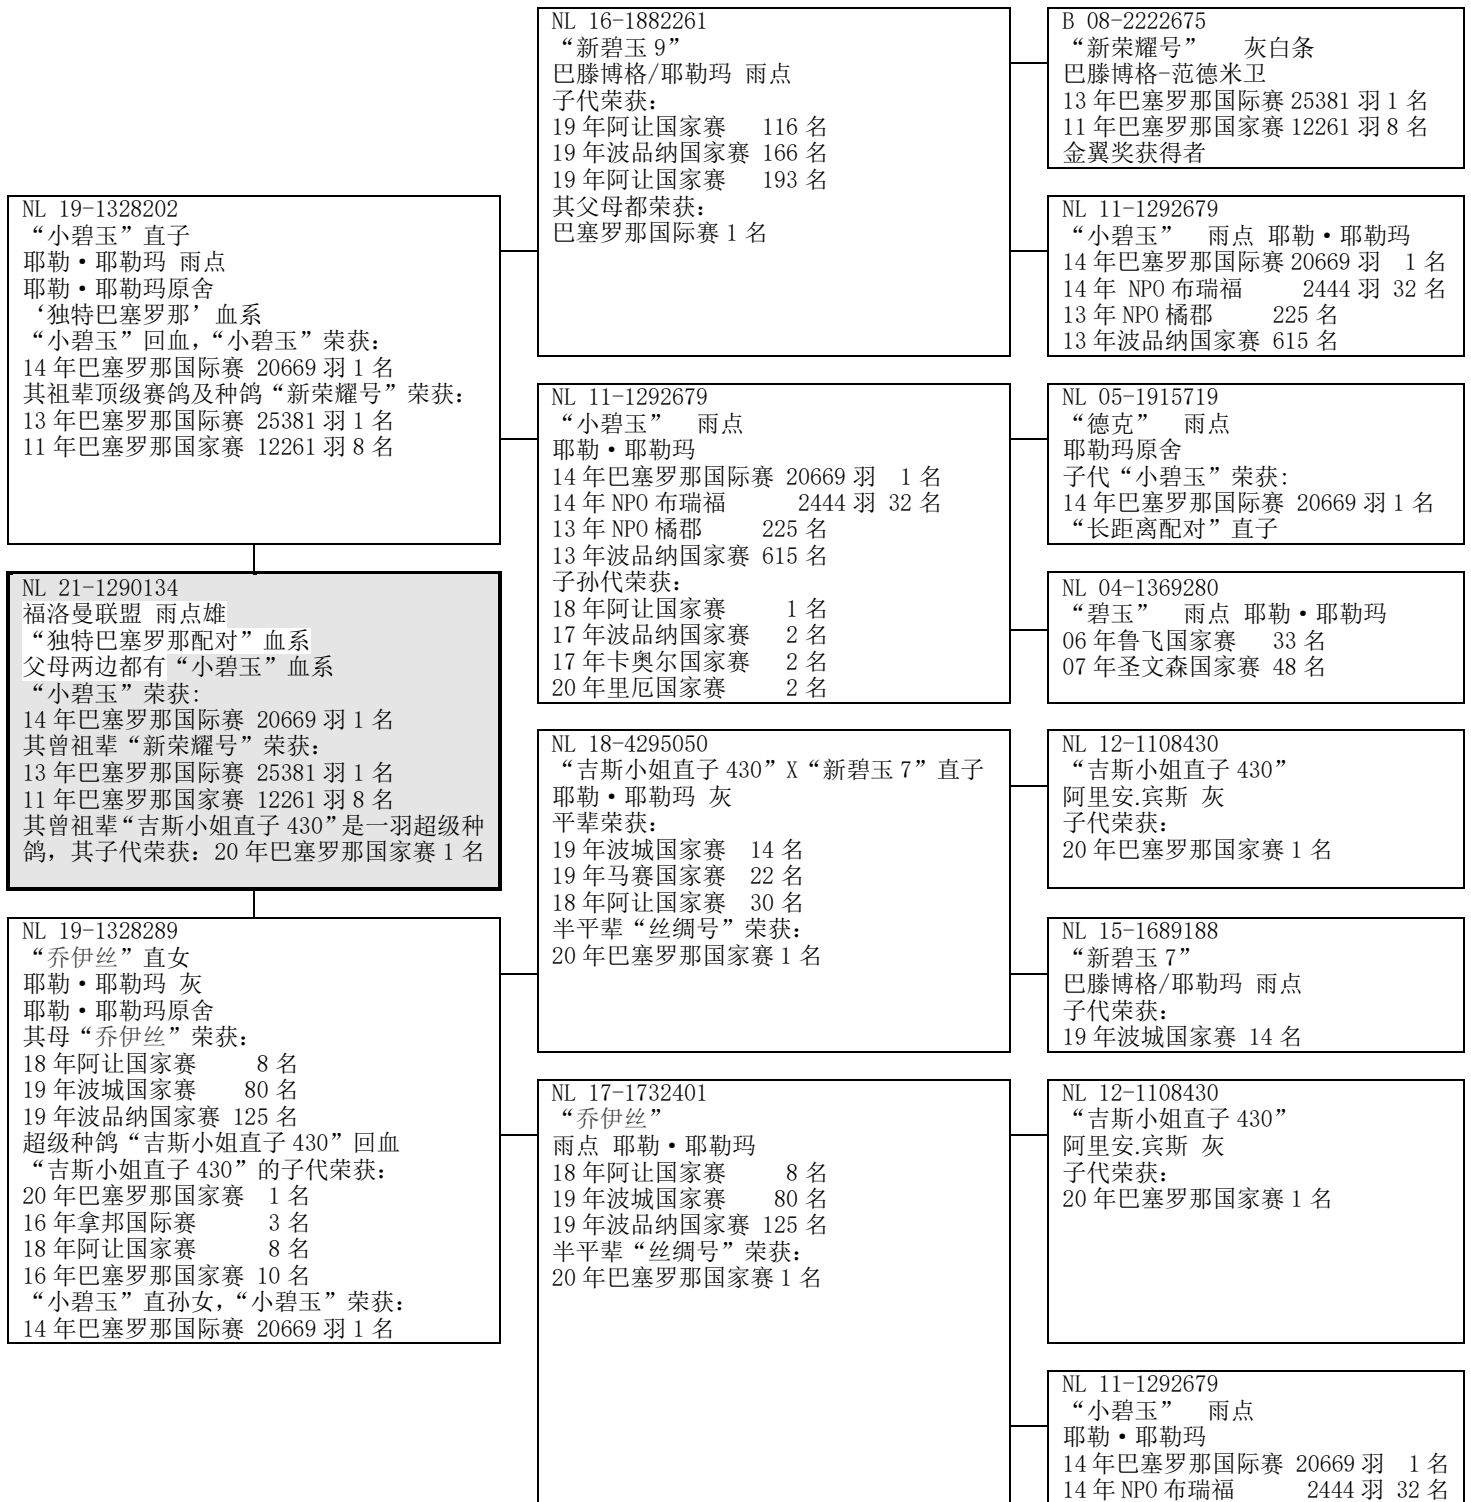 NL 19-1328202
“小碧玉”直子
耶勒·耶勒玛 雨点
耶勒·耶勒玛原舍
‘独特巴塞罗那’血系
“小碧玉”回血，“小碧玉”荣获：
14 年巴塞罗那国际赛 20669 羽 1 名
其祖辈顶级赛鸽及种鸽“新荣耀号”荣获：
13 年巴塞罗那国际赛 25381 羽 1 名
11 年巴塞罗那国家赛 12261 羽 8 名
NL 21-1290134
福洛曼联盟 雨点雄
“独特巴塞罗那配对”血系
父母两边都有“小碧玉”血系
“小碧玉”荣获:
14 年巴塞罗那国际赛 20669 羽 1 名
其曾祖辈“新荣耀号”荣获：
13 年巴塞罗那国际赛 25381 羽 1 名
11 年巴塞罗那国家赛 12261 羽 8 名
其曾祖辈“吉斯小姐直子 430”是一羽超级种
鸽，其子代荣获：20 年巴塞罗那国家赛 1 名
NL 19-1328289
“乔伊丝”直女
耶勒·耶勒玛 灰
耶勒·耶勒玛原舍
其母“乔伊丝”荣获：
18 年阿让国家赛 8 名
19 年波城国家赛 80 名
19 年波品纳国家赛 125 名
超级种鸽“吉斯小姐直子 430”回血
“吉斯小姐直子 430”的子代荣获：
20 年巴塞罗那国家赛 1 名
16 年拿邦国际赛 3 名
18 年阿让国家赛 8 名
16 年巴塞罗那国家赛 10 名
“小碧玉”直孙女，“小碧玉”荣获：
14 年巴塞罗那国际赛 20669 羽 1 名
NL 16-1882261
“新碧玉 9”
巴滕博格/耶勒玛 雨点
子代荣获：
19 年阿让国家赛 116 名
19 年波品纳国家赛 166 名
19 年阿让国家赛 193 名
其父母都荣获：
巴塞罗那国际赛 1 名
NL 11-1292679
“小碧玉” 雨点
耶勒·耶勒玛
14 年巴塞罗那国际赛 20669 羽 1 名
14 年 NPO 布瑞福 2444 羽 32 名
13 年 NPO 橘郡 225 名
13 年波品纳国家赛 615 名
子孙代荣获：
18 年阿让国家赛 1 名
17 年波品纳国家赛 2 名
17 年卡奥尔国家赛 2 名
20 年里厄国家赛 2 名
NL 18-4295050
“吉斯小姐直子 430”X“新碧玉 7”直子
耶勒·耶勒玛 灰
平辈荣获：
19 年波城国家赛 14 名
19 年马赛国家赛 22 名
18 年阿让国家赛 30 名
半平辈“丝绸号”荣获：
20 年巴塞罗那国家赛 1 名
NL 17-1732401
“乔伊丝”
雨点 耶勒·耶勒玛
18 年阿让国家赛 8 名
19 年波城国家赛 80 名
19 年波品纳国家赛 125 名
半平辈“丝绸号”荣获：
20 年巴塞罗那国家赛 1 名
B 08-2222675
“新荣耀号” 灰白条
巴滕博格-范德米卫
13 年巴塞罗那国际赛 25381 羽 1 名
11 年巴塞罗那国家赛 12261 羽 8 名
金翼奖获得者
NL 11-1292679
“小碧玉” 雨点 耶勒·耶勒玛
14 年巴塞罗那国际赛 20669 羽 1 名
14 年 NPO 布瑞福 2444 羽 32 名
13 年 NPO 橘郡 225 名
13 年波品纳国家赛 615 名
NL 05-1915719
“德克” 雨点
耶勒玛原舍
子代“小碧玉”荣获:
14 年巴塞罗那国际赛 20669 羽 1 名
“长距离配对”直子
NL 04-1369280
“碧玉” 雨点 耶勒·耶勒玛
06 年鲁飞国家赛 33 名
07 年圣文森国家赛 48 名
NL 12-1108430
“吉斯小姐直子 430”
阿里安.宾斯 灰
子代荣获：
20 年巴塞罗那国家赛 1 名
NL 15-1689188
“新碧玉 7”
巴滕博格/耶勒玛 雨点
子代荣获：
19 年波城国家赛 14 名
NL 12-1108430
“吉斯小姐直子 430”
阿里安.宾斯 灰
子代荣获：
20 年巴塞罗那国家赛 1 名
NL 11-1292679
“小碧玉” 雨点
耶勒·耶勒玛
14 年巴塞罗那国际赛 20669 羽 1 名
14 年 NPO 布瑞福 2444 羽 32 名